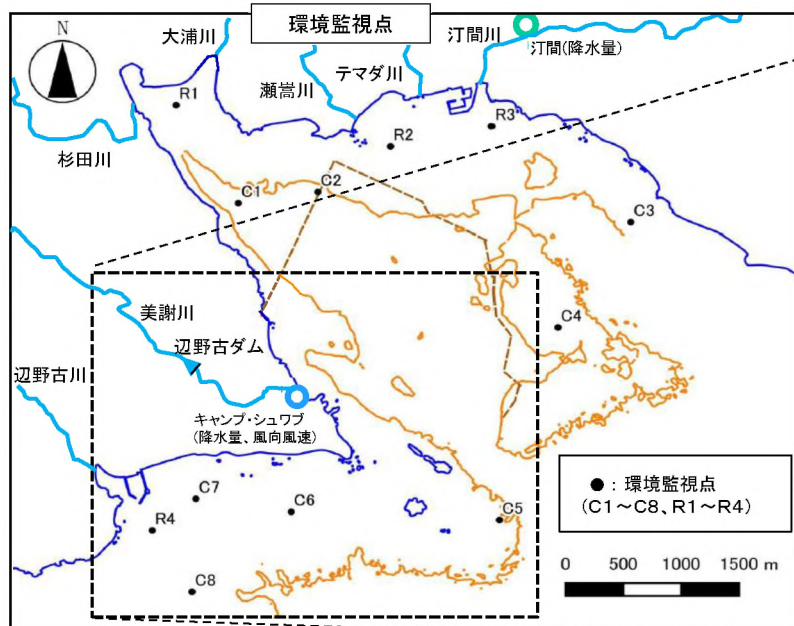 環境監視点
N
大浦川
汀間川
汀間(降水量)
テマダ川
瀬嵩川
R1
R2
R3
杉田川
C1
C2
C3
美謝川
C4
辺野古ダム
辺野古川
キャンプ・シュワブ
(降水量、風向風速)
C7
C6
C5
R4
C8
●：環境監視点
(C1～C8、R1～R4)
0 500 1000 1500 m